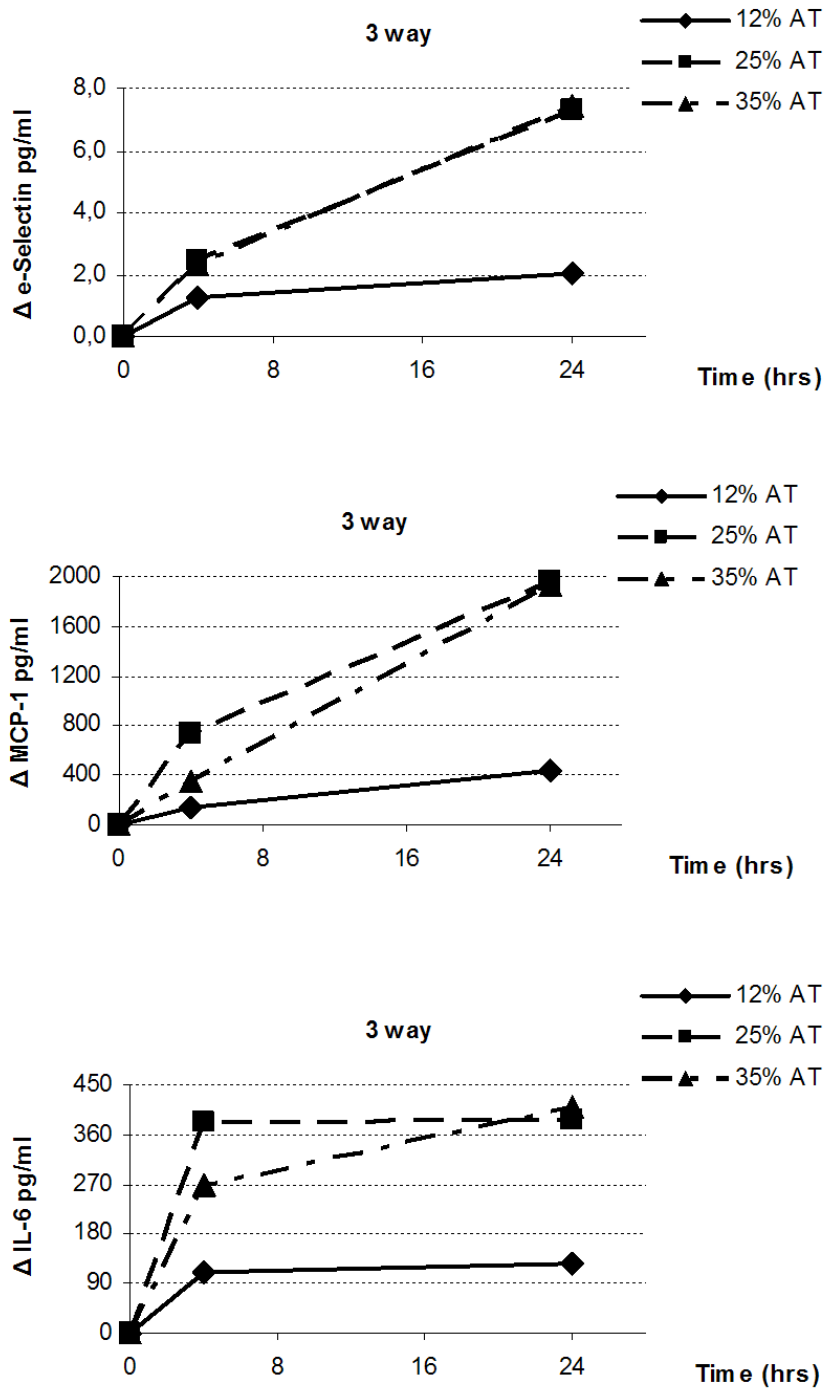 3 way
12% AT
25% AT
35% AT
Δ e-Selectin pg/ml
8,0
6,0
4,0
2,0
0,0
0 8 16 24
Time (hrs)
3 way
12% AT
25% AT
35% AT
Δ MCP-1 pg/ml
2000
1600
1200
800
400
0
0 8 16 24
Time (hrs)
3 way
12% AT
25% AT
35% AT
Δ IL-6 pg/ml
450
360
270
180
90
0
0 8 16 24
Time (hrs)